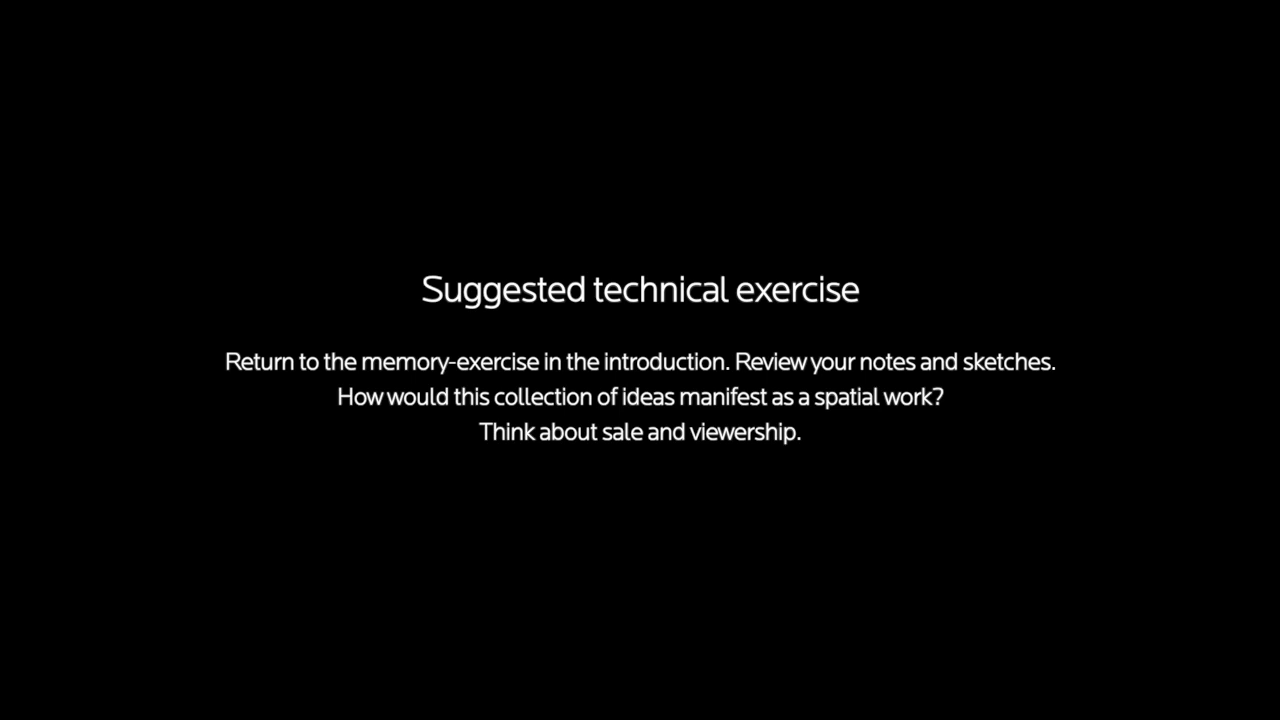 Suggested technical exercise
Return to the memory-exercise in the introduction. Review your notes and sketches.
How would this collection of ideas manifest as a spatial work?
Think about sale and viewership.